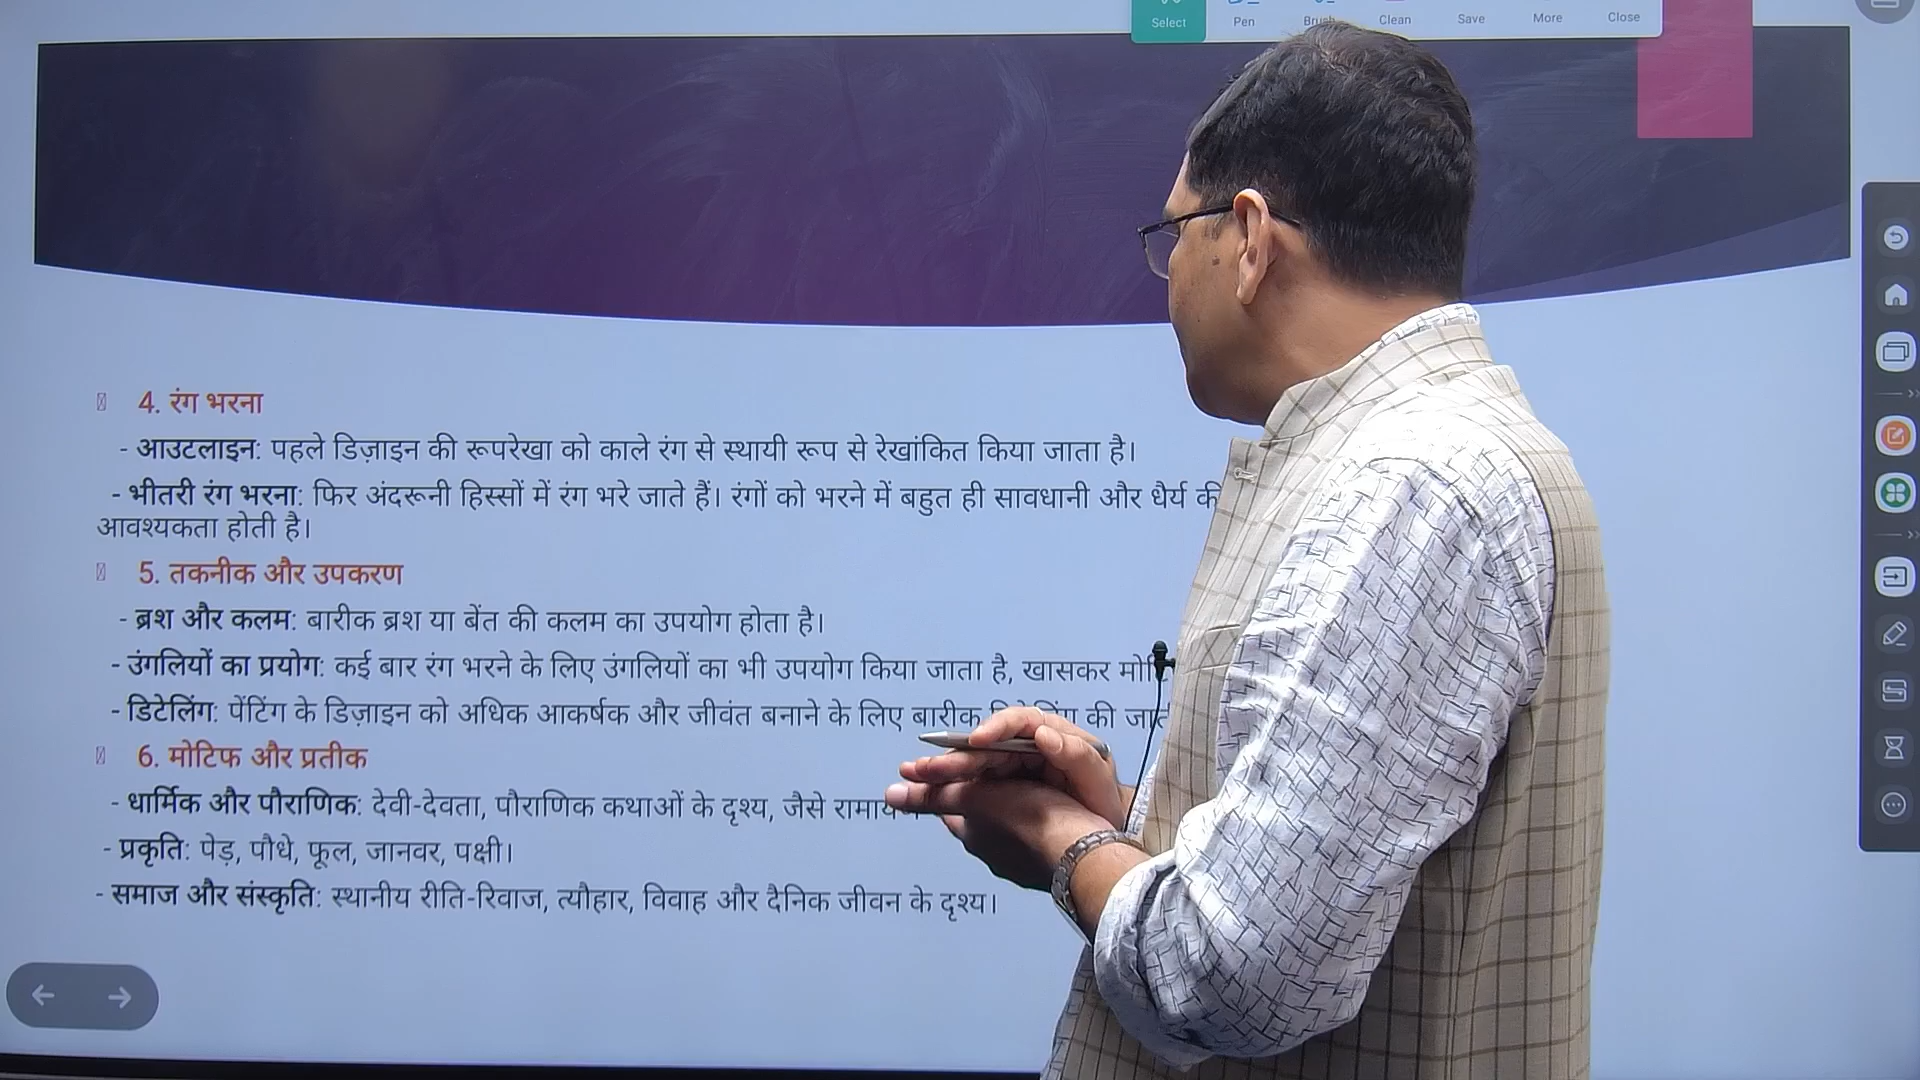 Select Pen Brush Clean Save More Close
4. रंग भरना
- आउटलाइन: पहले डिज़ाइन की रूपरेखा को काले रंग से स्थायी रूप से रेखांकित किया जाता है।
- भीतरी रंग भरना: फिर अंदरूनी हिस्सों में रंग भरे जाते हैं। रंगों को भरने में बहुत ही सावधानी और धैर्य की
आवश्यकता होती है।
5. तकनीक और उपकरण
- ब्रश और कलम: बारीक ब्रश या बेंत की कलम का उपयोग होता है।
- उंगलियों का प्रयोग: कई बार रंग भरने के लिए उंगलियों का भी उपयोग किया जाता है, खासकर
- डिटेलिंग: पेंटिंग के डिज़ाइन को अधिक आकर्षक और जीवंत बनाने के लिए बारीक की
6. मोटिफ और प्रतीक
- धार्मिक और पौराणिक: देवी-देवता, पौराणिक कथाओं के दृश्य, जैसे
- प्रकृति: पेड़, पौधे, फूल, जानवर, पक्षी।
- समाज और संस्कृति: स्थानीय रीति-रिवाज, त्यौहार, विवाह और दैनिक जीवन के दृश्य।